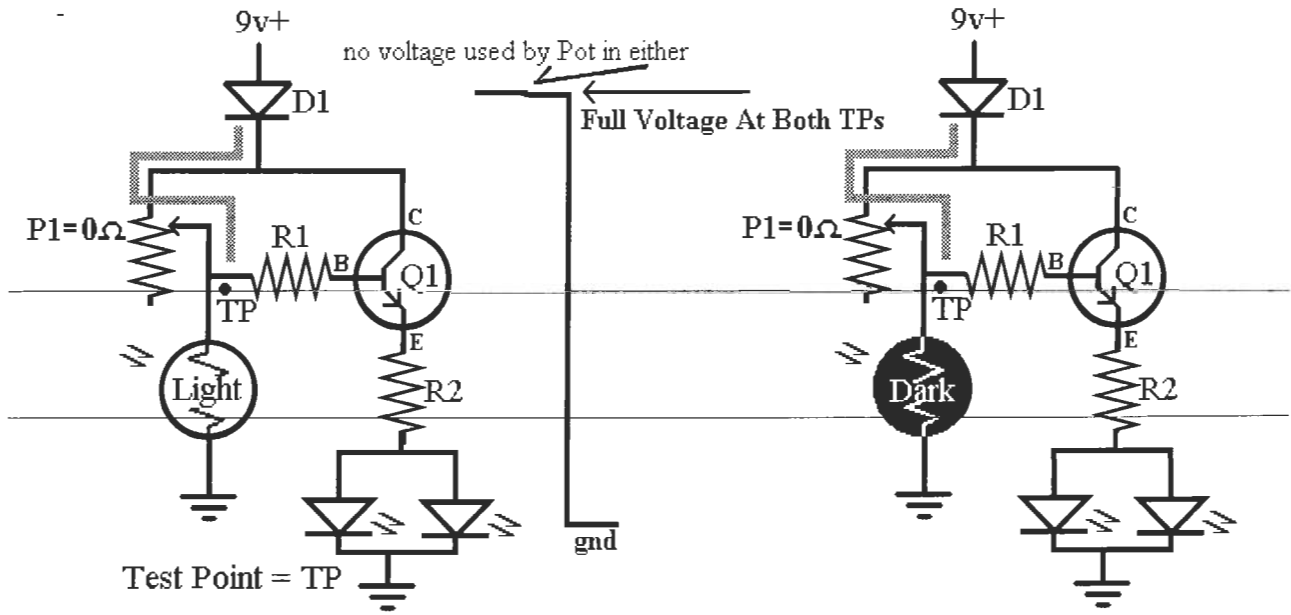 9v+
D1
P1=0Ω
R1
B
C
Q1
E
TP
Light
R2
Test Point = TP
no voltage used by Pot in either
Full Voltage At Both TPs
gnd
9v+
D1
P1=0Ω
R1
B
C
Q1
E
TP
Dark
R2